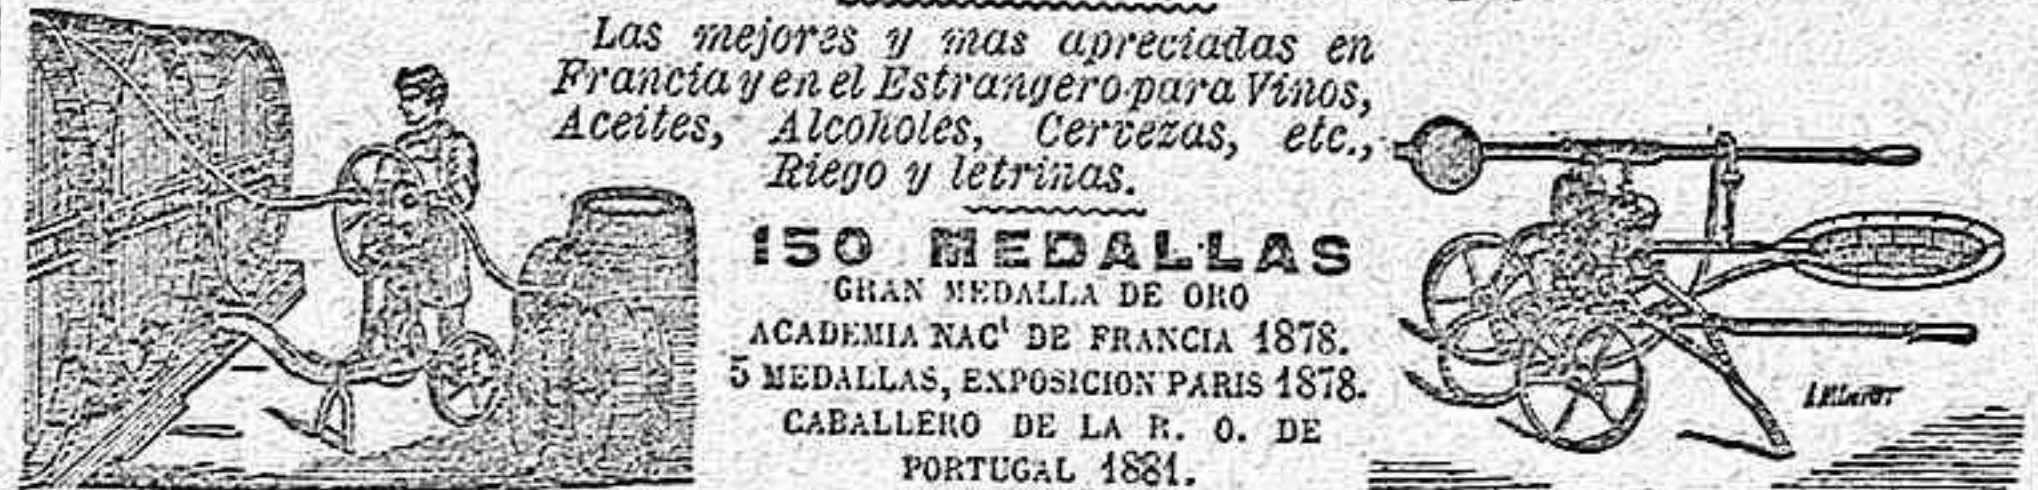 Las mejores y mas apreciadas en
Francia y en el Estrangero para Vinos,
Aceites, Alcoholes, Cervezas, etc.,
Riego y letrinas.
150 MEDALLAS
GRAN MEDALLA DE ORO
ACADEMIA NACˡ DE FRANCIA 1878.
5 MEDALLAS, EXPOSICION PARIS 1878.
CABALLERO DE LA R. O. DE
PORTUGAL 1881.